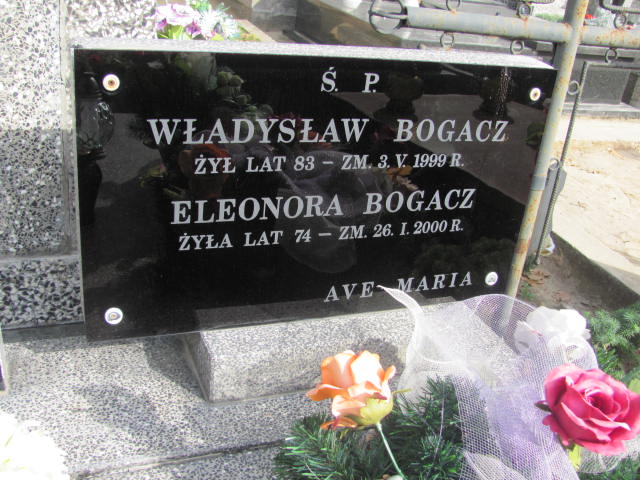 Ś. P.
WŁADYSŁAW BOGACZ
ŻYŁ LAT 83 – ZM. 3. V. 1999 R.
ELEONORA BOGACZ
ŻYŁA LAT 74 – ZM. 26. I. 2000 R.
AVE MARIA